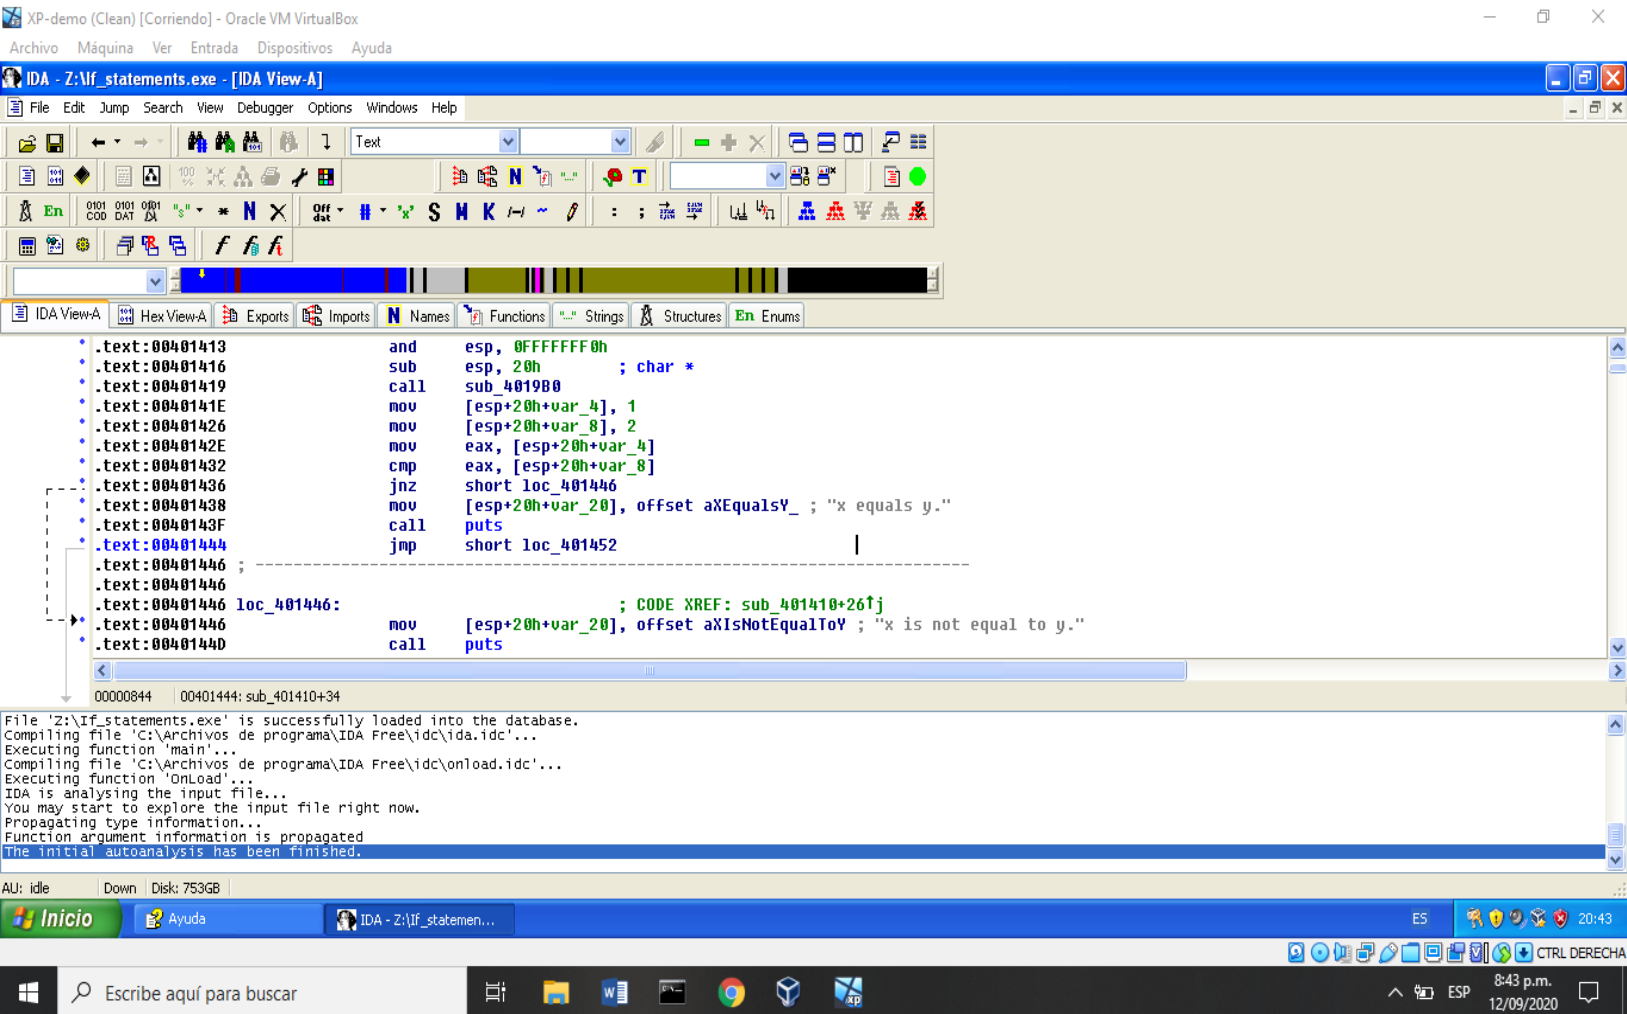 XP-demo (Clean) [Corriendo] - Oracle VM VirtualBox
Archivo Máquina Ver Entrada Dispositivos Ayuda
IDA - Z:\If_statements.exe - [IDA View-A]
File Edit Jump Search View Debugger Options Windows Help
Text
IDA View-A Hex View-A Exports Imports N Names Functions Strings Structures En Enums
.text:00401413 and esp, 0FFFFFFF0h
.text:00401416 sub esp, 20h ; char *
.text:00401419 call sub_4019B0
.text:0040141E mov [esp+20h+var_4], 1
.text:00401426 mov [esp+20h+var_8], 2
.text:0040142E mov eax, [esp+20h+var_4]
.text:00401432 cmp eax, [esp+20h+var_8]
.text:00401436 jnz short loc_401446
.text:00401438 mov [esp+20h+var_20], offset aXEqualsY_ ; "x equals y."
.text:0040143F call puts
.text:00401444 jmp short loc_401452
.text:00401446 ; ---------------------------------------------------------------------------
.text:00401446
.text:00401446 loc_401446: ; CODE XREF: sub_401410+26↑j
.text:00401446 mov [esp+20h+var_20], offset aXIsNotEqualToY ; "x is not equal to y."
.text:0040144D call puts
00000844 00401444: sub_401410+34
File 'Z:\If_statements.exe' is successfully loaded into the database.
Compiling file 'C:\Archivos de programa\IDA Free\idc\ida.idc'...
Executing function 'main'...
Compiling file 'C:\Archivos de programa\IDA Free\idc\onload.idc'...
Executing function 'OnLoad'...
IDA is analysing the input file...
You may start to explore the input file right now.
Propagating type information...
Function argument information is propagated
The initial autoanalysis has been finished.
AU: idle Down Disk: 753GB
Inicio Ayuda IDA - Z:\If_statemen... ES 20:43
CTRL DERECHA
Escribe aquí para buscar ESP 8:43 p.m.
12/09/2020